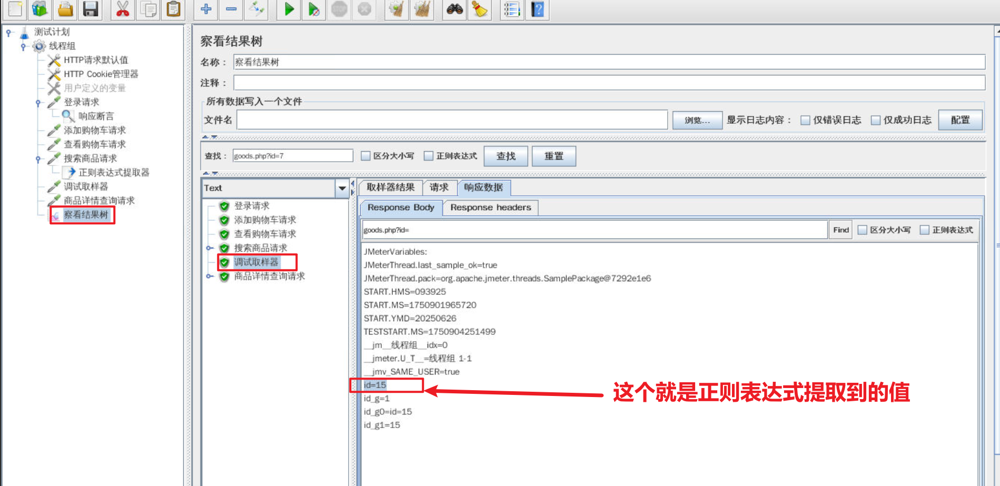 STOP
测试计划
线程组
HTTP请求默认值
HTTP Cookie管理器
用户定义的变量
登录请求
响应断言
添加购物车请求
查看购物车请求
搜索商品请求
正则表达式提取器
调试取样器
商品详情查询请求
察看结果树
察看结果树
名称： 察看结果树
注释：
所有数据写入一个文件
文件名 浏览... 显示日志内容： 仅错误日志 仅成功日志 配置
查找： goods.php?id=7 区分大小写 正则表达式 查找 重置
Text
登录请求
添加购物车请求
查看购物车请求
搜索商品请求
调试取样器
商品详情查询请求
取样器结果 请求 响应数据
Response Body Response headers
goods.php?id= Find 区分大小写 正则表达式
JMeterVariables:
JMeterThread.last_sample_ok=true
JMeterThread.pack=org.apache.jmeter.threads.SamplePackage@7292e1e6
START.HMS=093925
START.MS=1750901965720
START.YMD=20250626
TESTSTART.MS=1750904251499
__jm__线程组__idx=0
__jmeter.U_T__=线程组 1-1
__jmv_SAME_USER=true
id=15
id_g=1
id_g0=id=15
id_g1=15
这个就是正则表达式提取到的值